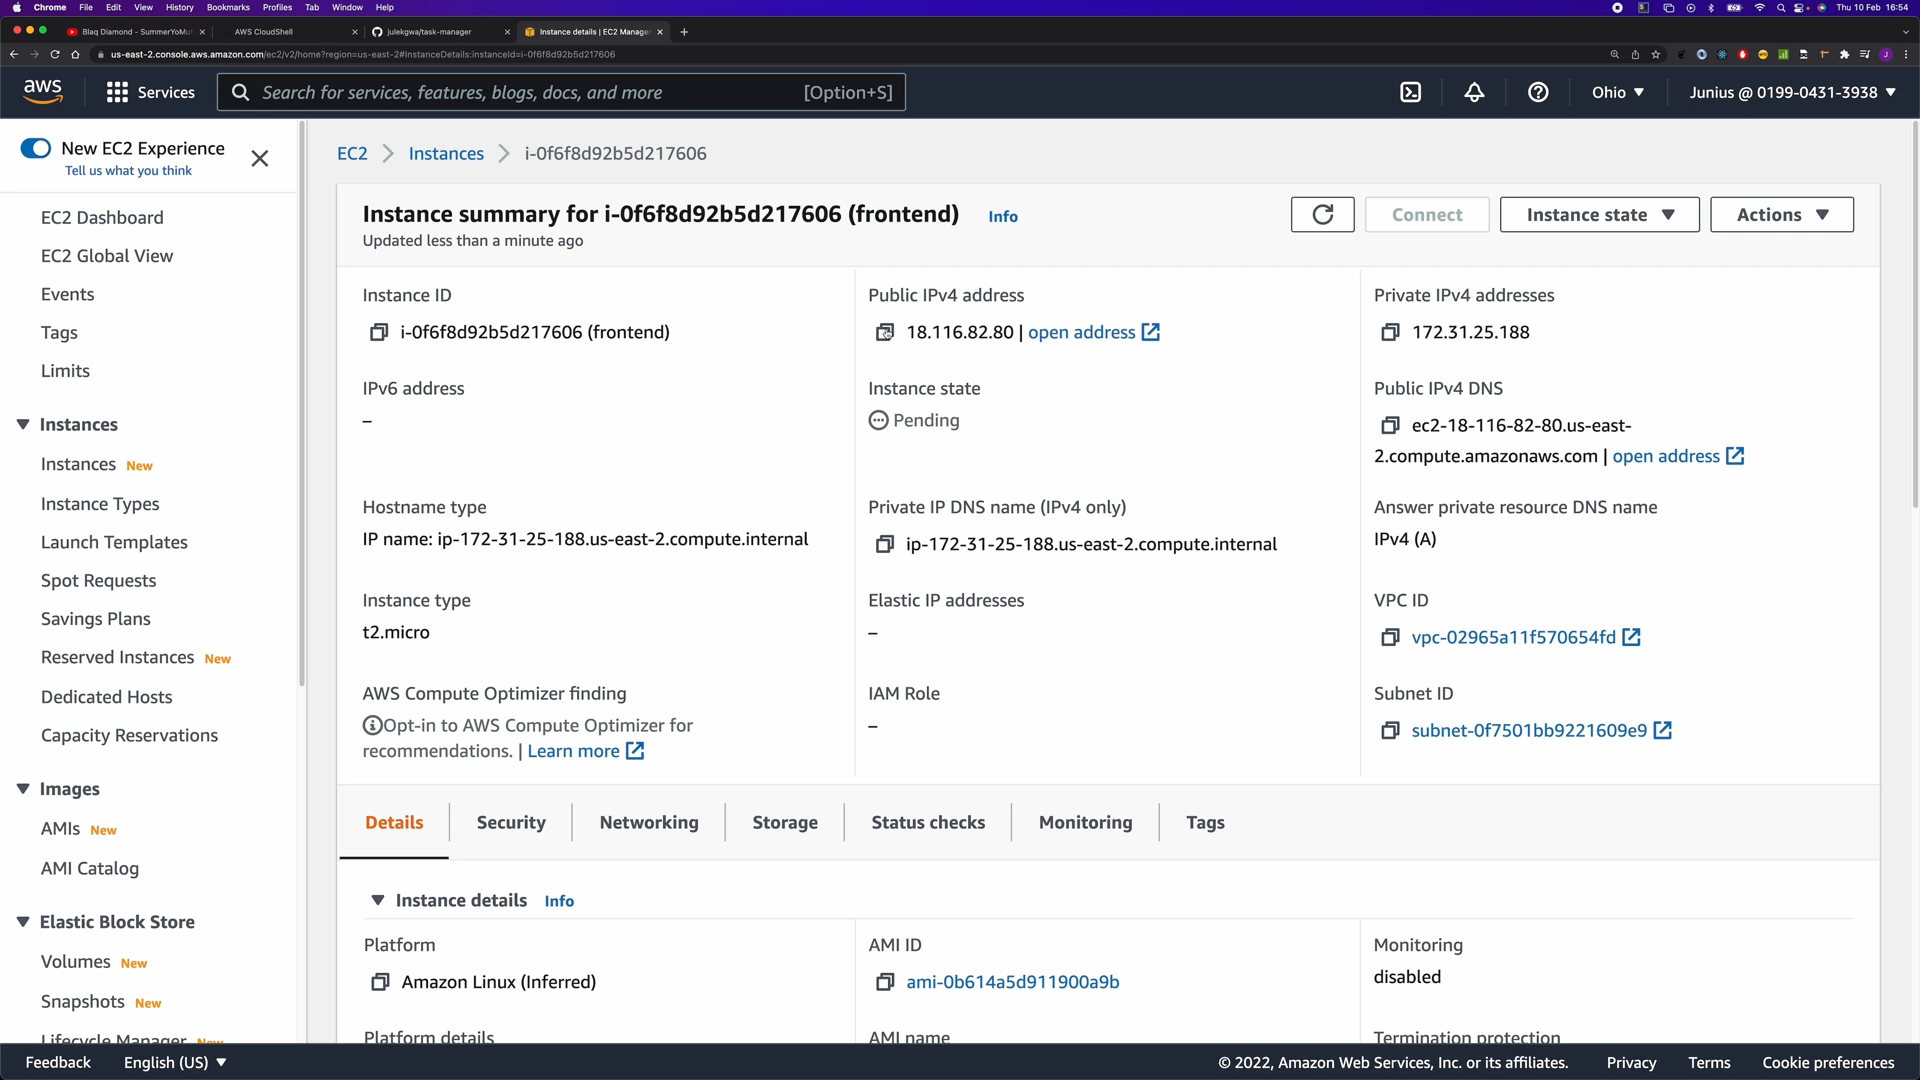 Chrome File Edit View History Bookmarks Profiles Tab Window Help
Thu 10 Feb 16:54
Blaq Diamond - SummerYoMut
AWS CloudShell
julekgwa/task-manager
Instance details | EC2 Manage
us-east-2.console.aws.amazon.com/ec2/v2/home?region=us-east-2#InstanceDetails:instanceId=i-0f6f8d92b5d217606
aws
Services
Search for services, features, blogs, docs, and more [Option+S]
Ohio
Junius @ 0199-0431-3938
New EC2 Experience
Tell us what you think
EC2 Dashboard
EC2 Global View
Events
Tags
Limits
Instances
Instances New
Instance Types
Launch Templates
Spot Requests
Savings Plans
Reserved Instances New
Dedicated Hosts
Capacity Reservations
Images
AMIs New
AMI Catalog
Elastic Block Store
Volumes New
Snapshots New
Lifecycle Manager New
EC2 Instances i-0f6f8d92b5d217606
Instance summary for i-0f6f8d92b5d217606 (frontend) Info
Updated less than a minute ago
Connect
Instance state
Actions
Instance ID
i-0f6f8d92b5d217606 (frontend)
Public IPv4 address
18.116.82.80 | open address
Private IPv4 addresses
172.31.25.188
IPv6 address
–
Instance state
Pending
Public IPv4 DNS
ec2-18-116-82-80.us-east-
2.compute.amazonaws.com | open address
Hostname type
IP name: ip-172-31-25-188.us-east-2.compute.internal
Private IP DNS name (IPv4 only)
ip-172-31-25-188.us-east-2.compute.internal
Answer private resource DNS name
IPv4 (A)
Instance type
t2.micro
Elastic IP addresses
–
VPC ID
vpc-02965a11f570654fd
AWS Compute Optimizer finding
Opt-in to AWS Compute Optimizer for
recommendations. | Learn more
IAM Role
–
Subnet ID
subnet-0f7501bb9221609e9
Details
Security
Networking
Storage
Status checks
Monitoring
Tags
Instance details Info
Platform
Amazon Linux (Inferred)
AMI ID
ami-0b614a5d911900a9b
Monitoring
disabled
Platform details
AMI name
Termination protection
Feedback
English (US)
© 2022, Amazon Web Services, Inc. or its affiliates.
Privacy
Terms
Cookie preferences